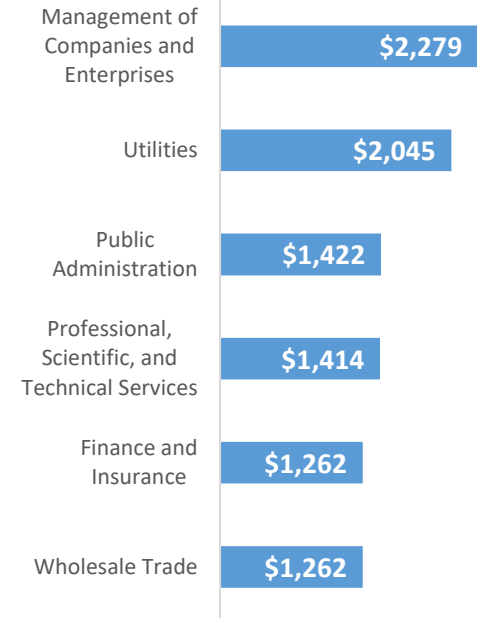 Management of
Companies and
Enterprises
$2,279
Utilities
$2,045
Public
Administration
$1,422
Professional,
Scientific, and
Technical Services
$1,414
Finance and
Insurance
$1,262
Wholesale Trade
$1,262